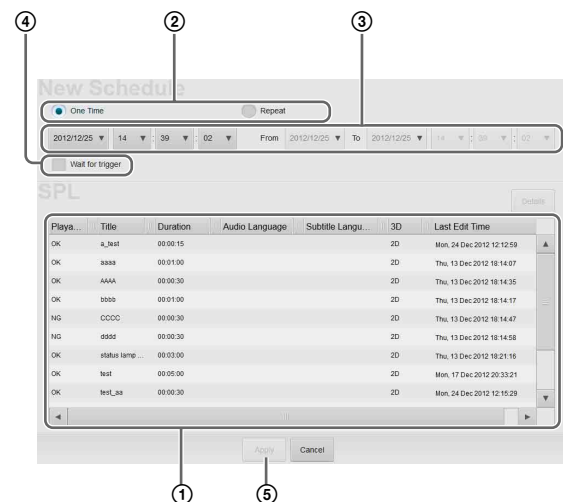 ④ ② ③
New Schedule
One Time Repeat
2012/12/25 ▼ 14 ▼ : 39 ▼ : 02 ▼ From 2012/12/25 ▼ To 2012/12/25 ▼ 14 ▼ : 39 ▼ : 02 ▼
Wait for trigger
SPL
Details
Playa... Title Duration Audio Language Subtitle Langu... 3D Last Edit Time
OK a_test 00:00:15 2D Mon, 24 Dec 2012 12:12:59
OK aaaa 00:01:00 2D Thu, 13 Dec 2012 18:14:07
OK AAAA 00:00:30 2D Thu, 13 Dec 2012 18:14:35
OK bbbb 00:01:00 2D Thu, 13 Dec 2012 18:14:17
NG CCCC 00:00:30 2D Thu, 13 Dec 2012 18:14:47
NG dddd 00:00:30 2D Thu, 13 Dec 2012 18:14:58
OK status lamp ... 00:03:00 2D Thu, 13 Dec 2012 18:21:16
OK test 00:05:00 2D Mon, 17 Dec 2012 20:33:21
OK test_aa 00:00:30 2D Mon, 24 Dec 2012 12:15:29
Apply Cancel
① ⑤